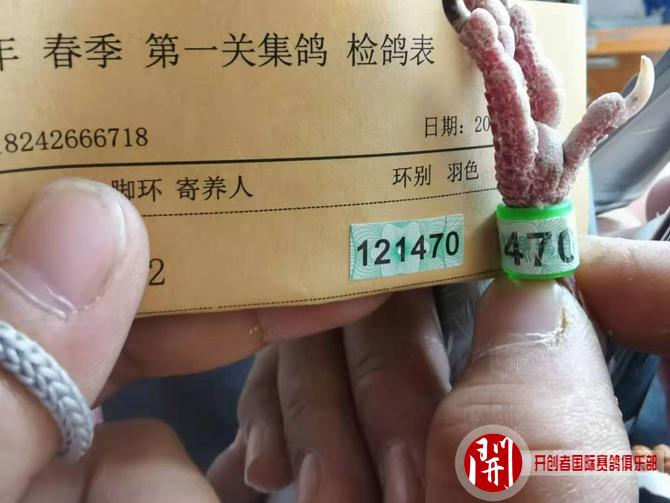 年 春季 第一关集鸽 检鸽表
18242666718 日期：20
脚环 寄养人 环别 羽色
2 121470 470
開 开创者国际赛鸽俱乐部